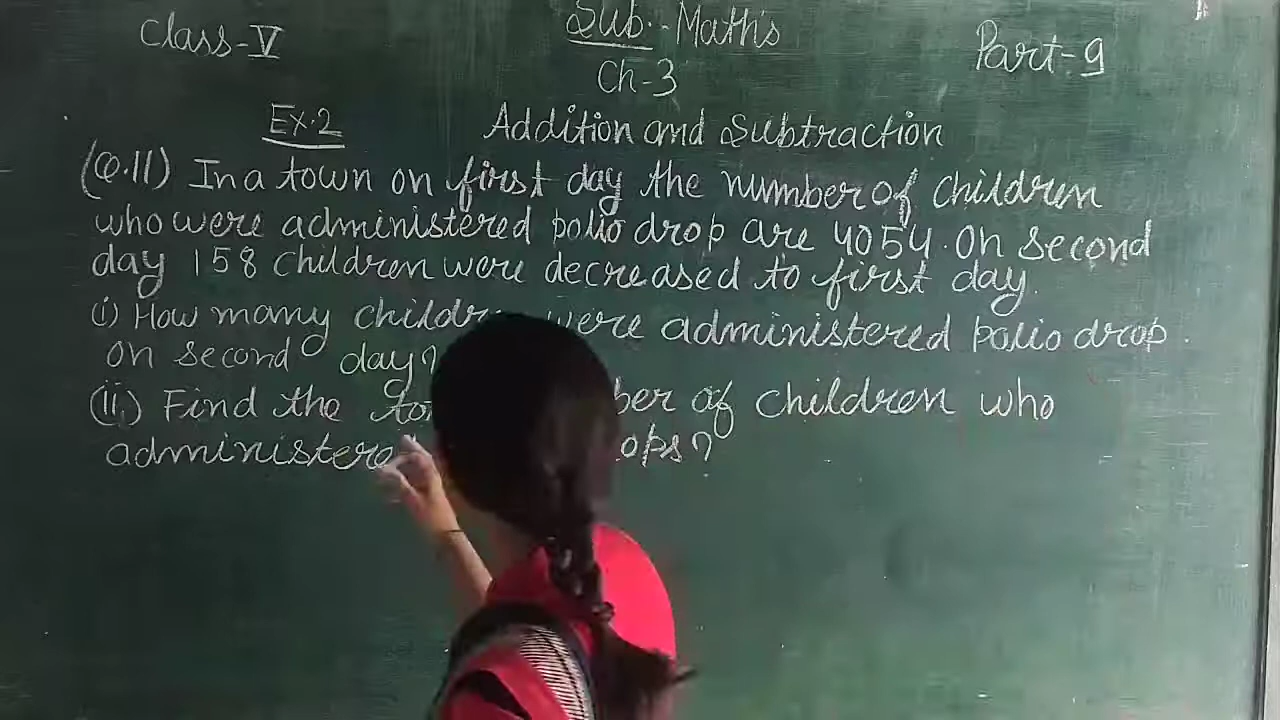 Class-V
Sub.-Maths
Part-9
Ch-3
Ex.2
Addition and Subtraction
(Q.11) In a town on first day the number of children
who were administered polio drop are 4054. On second
day 158 children were decreased to first day.
(i) How many were administered polio drop
on second day?
(ii) Find the of children who